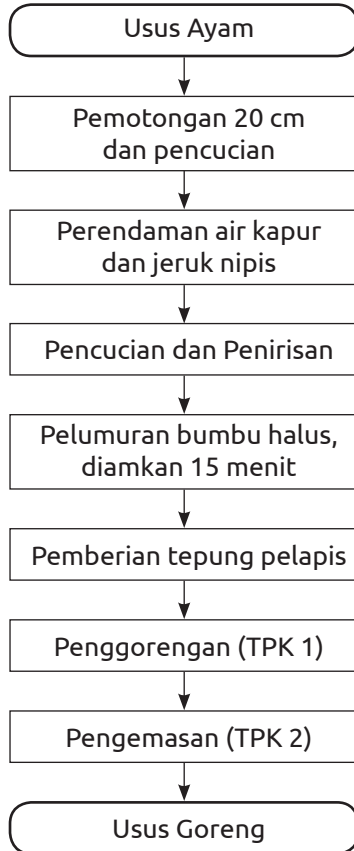 Usus Ayam
Pemotongan 20 cm
dan pencucian
Perendaman air kapur
dan jeruk nipis
Pencucian dan Penirisan
Pelumuran bumbu halus,
diamkan 15 menit
Pemberian tepung pelapis
Penggorengan (TPK 1)
Pengemasan (TPK 2)
Usus Goreng